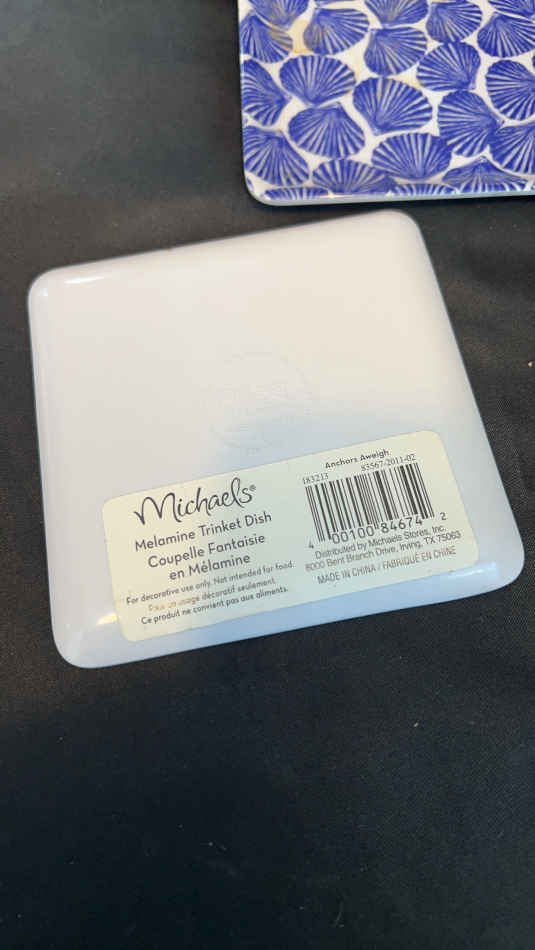 Michaels®
Melamine Trinket Dish
Coupelle Fantaisie
en Mélamine
For decorative use only. Not intended for food.
Pour un usage décoratif seulement.
Ce produit ne convient pas aux aliments.
Anchors Aweigh
183213 83567-2011-02
4 00100 84674 2
Distributed by Michaels Stores, Inc.
8000 Bent Branch Drive, Irving, TX 75063
MADE IN CHINA / FABRIQUÉ EN CHINE